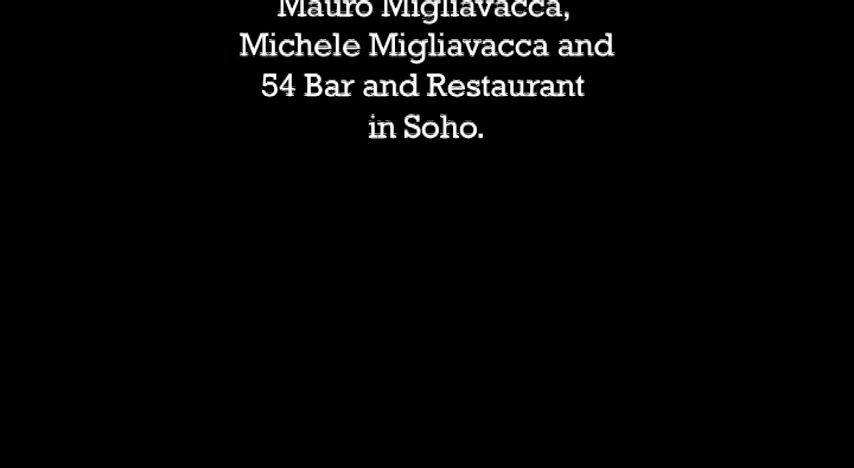 Mauro Migliavacca,
Michele Migliavacca and
54 Bar and Restaurant
in Soho.